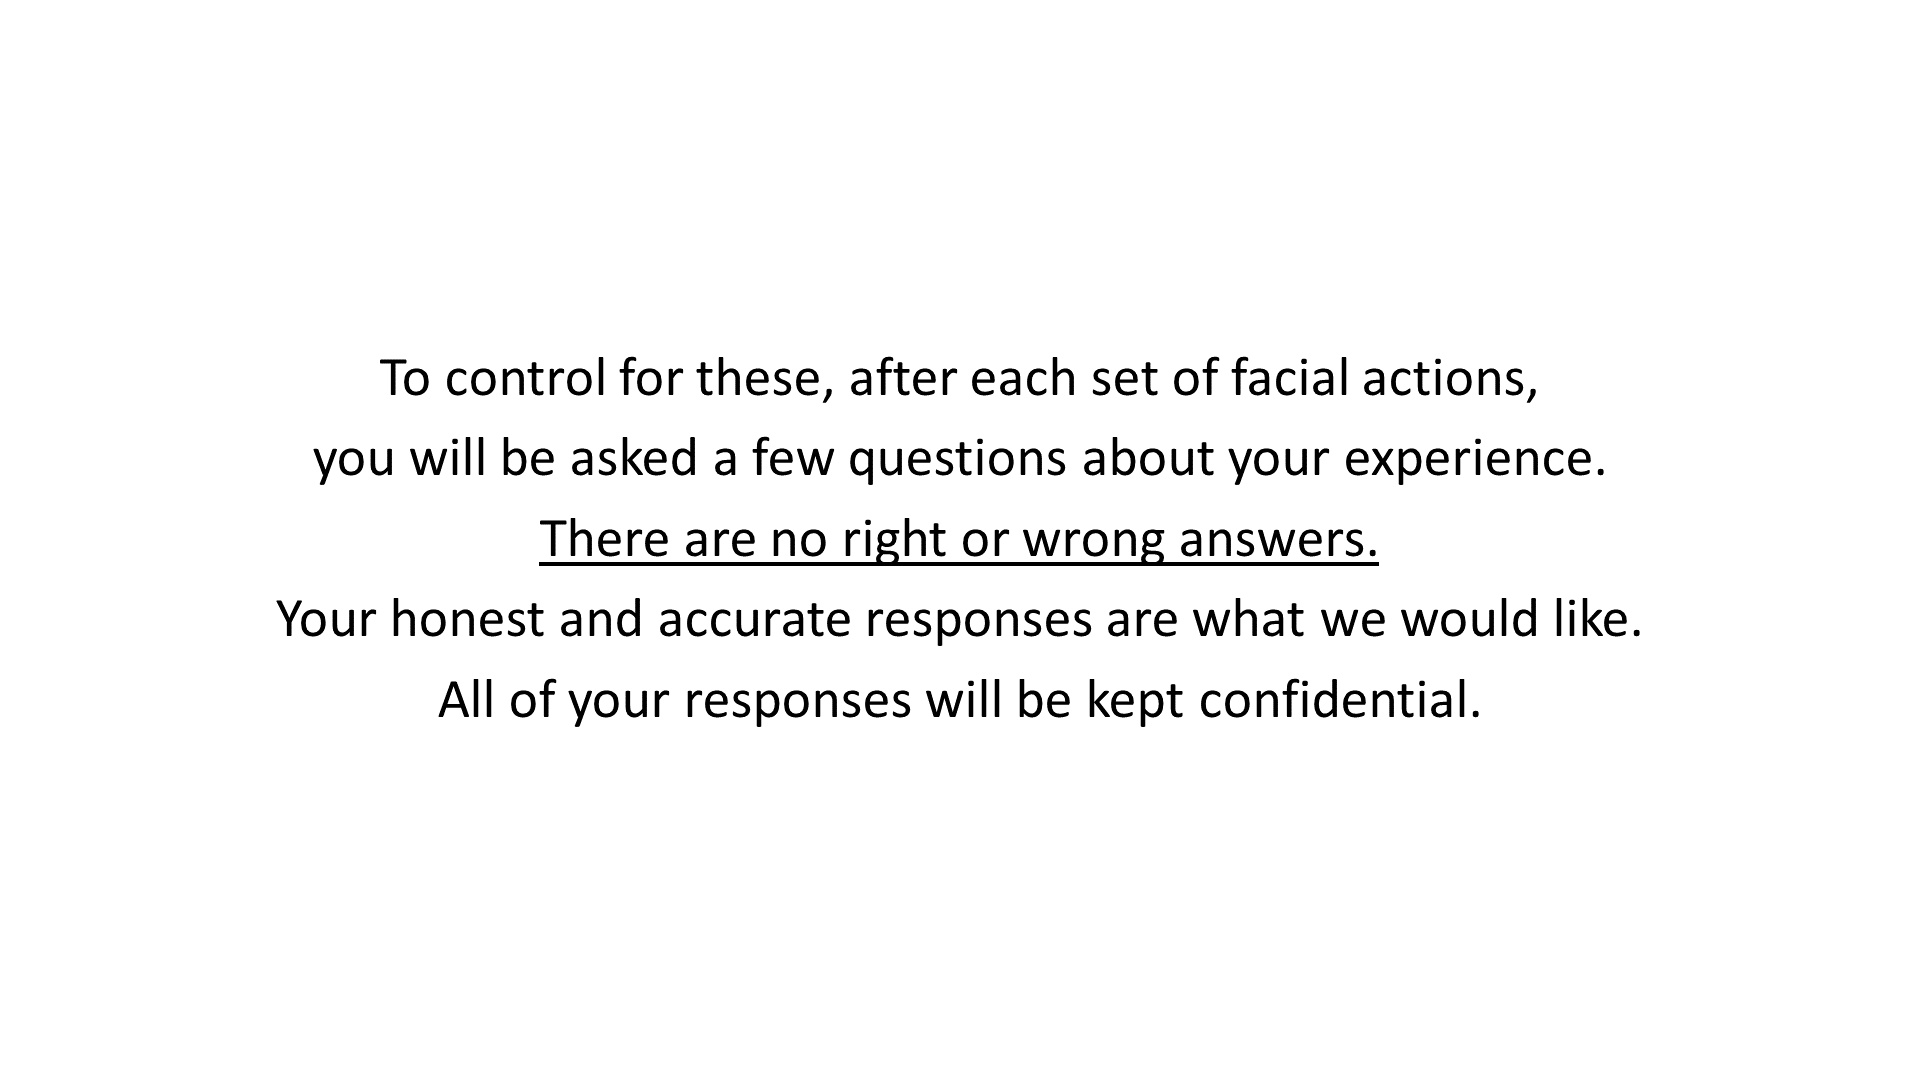 To control for these, after each set of facial actions,
you will be asked a few questions about your experience.
There are no right or wrong answers.
Your honest and accurate responses are what we would like.
All of your responses will be kept confidential.